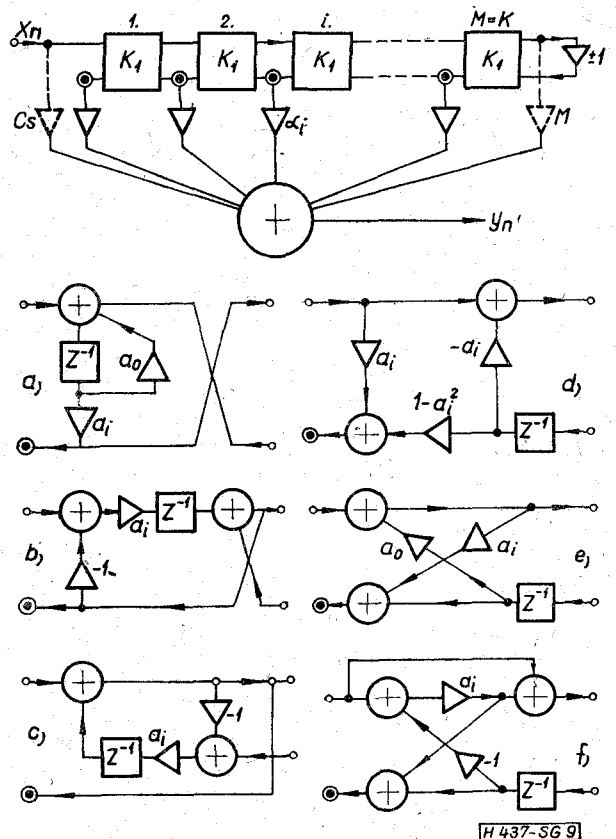 1. 2. i. M=K
Xn K₁ K₁ K₁ K₁ ±1
Cs αi M
+
yn'
+
Z⁻¹ a₀
a) ai
+
ai -ai
1-ai²
+ Z⁻¹ d)
+ ai Z⁻¹ +
b) -1
+
a₀ ai e)
+ Z⁻¹
+
-1
c) Z⁻¹ ai +
+ ai +
-1 f)
+ Z⁻¹
H 437-SG 9